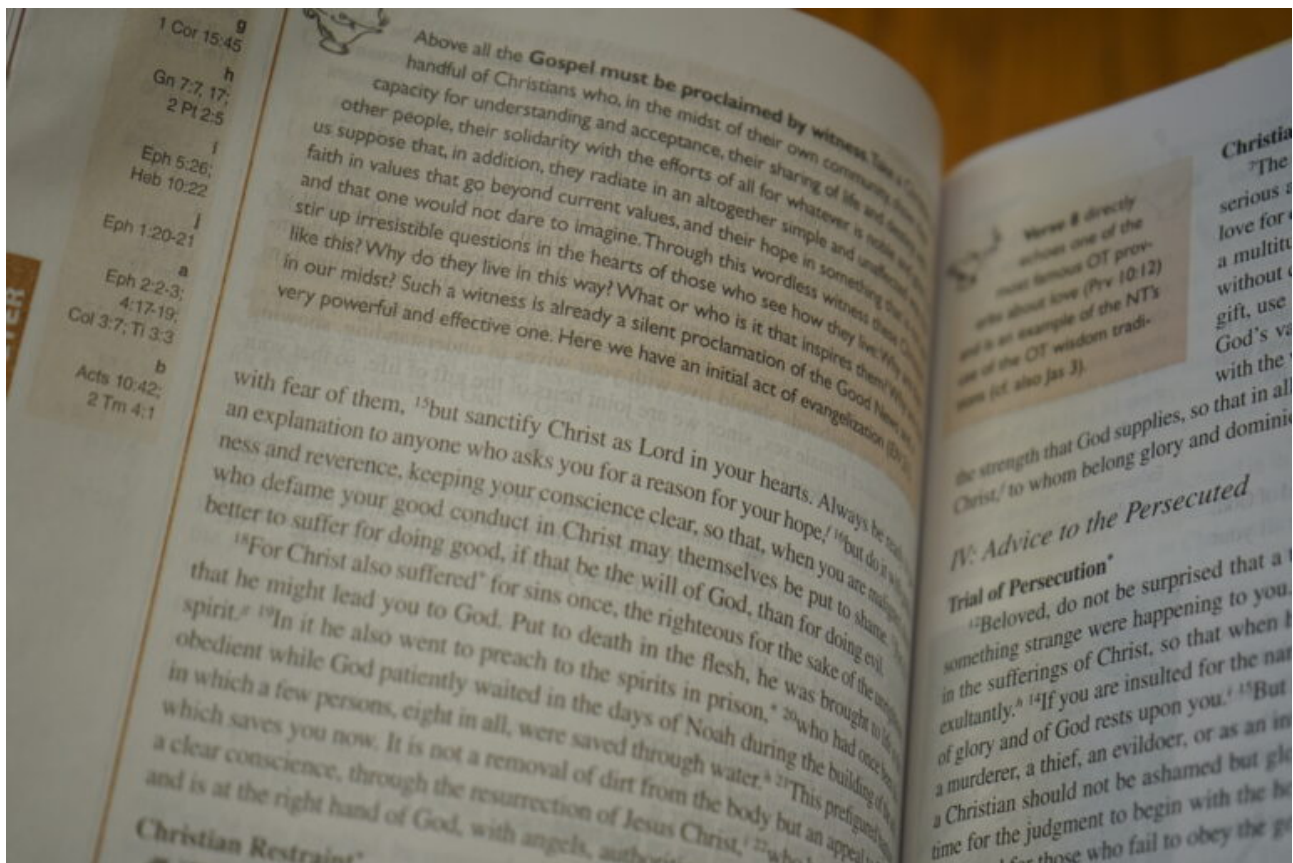 g
1 Cor 15:45
h
Gn 7:7, 17;
2 Pt 2:5
i
Eph 5:26;
Heb 10:22
j
Eph 1:20-21
a
Eph 2:2-3;
4:17-19;
Col 3:7; Ti 3:3
b
Acts 10:42;
2 Tm 4:1
Above all the Gospel must be proclaimed by witness. Take a
handful of Christians who, in the midst of their own community, show their
capacity for understanding and acceptance, their sharing of life and destiny with
other people, their solidarity with the efforts of all for whatever is noble and good.
us suppose that, in addition, they radiate in an altogether simple and unaffected way
faith in values that go beyond current values, and their hope in something that
and that one would not dare to imagine. Through this wordless witness these
stir up irresistible questions in the hearts of those who see how they live: Why are
like this? Why do they live in this way? What or who is it that inspires them? Why
in our midst? Such a witness is already a silent proclamation of the Good News and
very powerful and effective one. Here we have an initial act of evangelization
with fear of them, ¹⁵but sanctify Christ as Lord in your hearts. Always be
an explanation to anyone who asks you for a reason for your hope, ¹⁶but do it with
ness and reverence, keeping your conscience clear, so that, when you are maligned,
who defame your good conduct in Christ may themselves be put to shame.
better to suffer for doing good, if that be the will of God, than for doing evil.
¹⁸For Christ also suffered* for sins once, the righteous for the sake of the
that he might lead you to God. Put to death in the flesh, he was brought to life
spirit.ᵍ ¹⁹In it he also went to preach to the spirits in prison,* ²⁰who had once been
obedient while God patiently waited in the days of Noah during the building of the
in which a few persons, eight in all, were saved through water.ʰ ²¹This prefigured
which saves you now. It is not a removal of dirt from the body but an appeal
a clear conscience, through the resurrection of Jesus Christ,ⁱ ²²who
and is at the right hand of God, with angels,
Christian Restraint*
Verse 8 directly
echoes one of the
most famous OT prov-
erbs about love (Prv 10:12)
and is an example of the NT's
use of the OT wisdom tradi-
tions (cf. also Jas 3).
Christia
⁷The
serious a
love for
a multitu
without
gift, use
God's va
with the
the strength that God supplies, so that in all
Christ, to whom belong glory and dominio
IV: Advice to the Persecuted
Trial of Persecution*
¹²Beloved, do not be surprised that a
something strange were happening to you.
in the sufferings of Christ, so that when
exultantly.ʰ ¹⁴If you are insulted for the
of glory and of God rests upon you.ⁱ ¹⁵But
a murderer, a thief, an evildoer, or as an
a Christian should not be ashamed but
time for the judgment to begin with the
those who fail to obey the